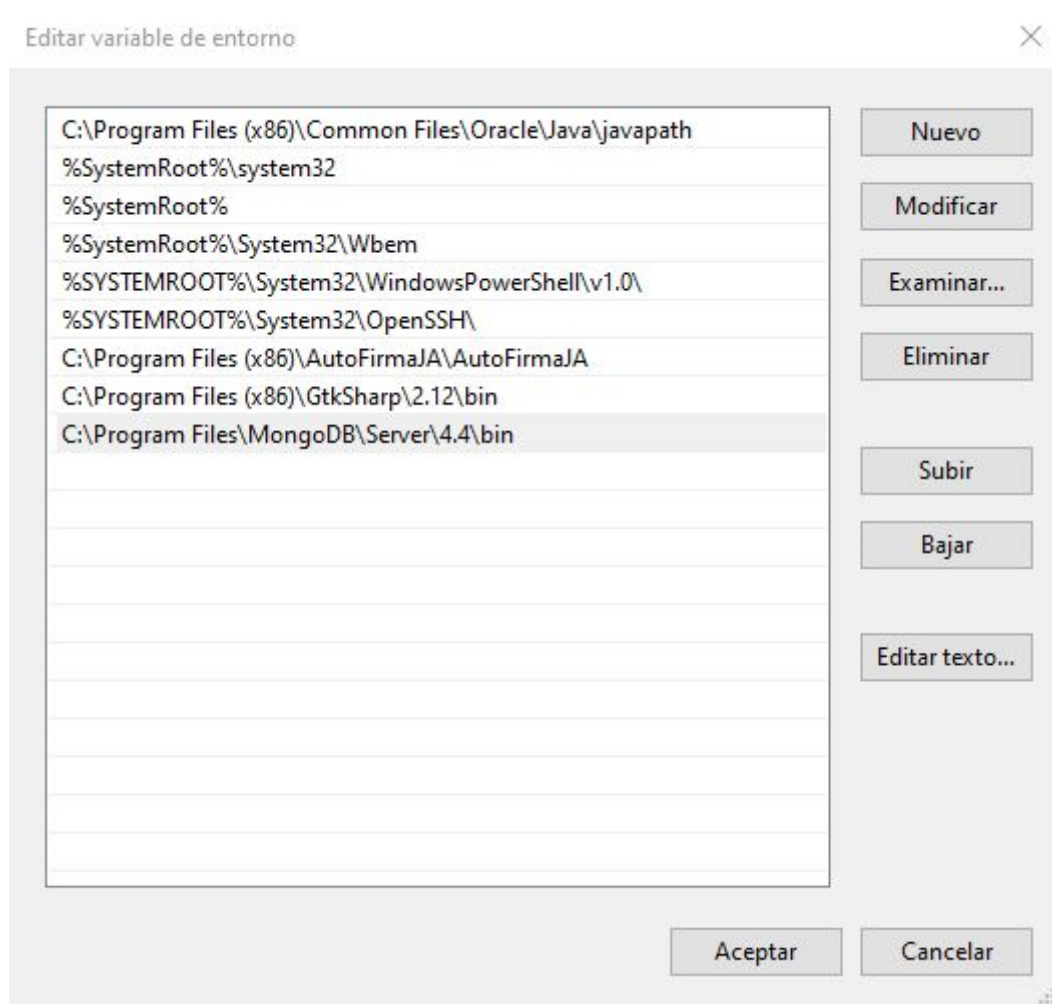 Editar variable de entorno
C:\Program Files (x86)\Common Files\Oracle\Java\javapath
%SystemRoot%\system32
%SystemRoot%
%SystemRoot%\System32\Wbem
%SYSTEMROOT%\System32\WindowsPowerShell\v1.0\
%SYSTEMROOT%\System32\OpenSSH\
C:\Program Files (x86)\AutoFirmaJA\AutoFirmaJA
C:\Program Files (x86)\GtkSharp\2.12\bin
C:\Program Files\MongoDB\Server\4.4\bin
Nuevo
Modificar
Examinar...
Eliminar
Subir
Bajar
Editar texto...
Aceptar
Cancelar